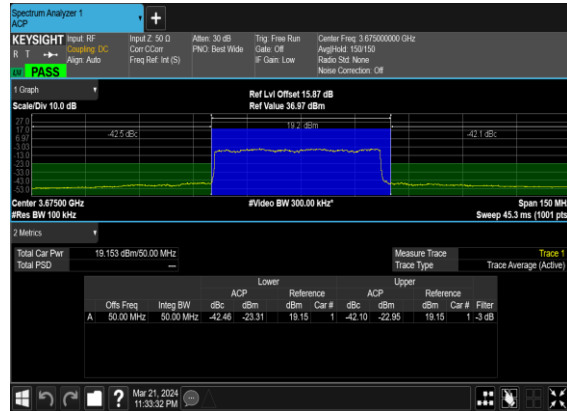 Spectrum Analyzer 1
ACP
+
KEYSIGHT Input: RF Input Z: 50 Ω Atten: 30 dB Trig: Free Run Center Freq: 3.675000000 GHz
R T Coupling: DC Corr CCorr PNO: Best Wide Gate: Off Avg|Hold: 150/150
Align: Auto Freq Ref: Int (S) IF Gain: Low Radio Std: None
LW PASS Noise Correction: Off
1 Graph
Ref Lvl Offset 15.87 dB
Scale/Div 10.0 dB Ref Value 36.97 dBm
27.0
17.0
6.97
-3.03
-13.0
-23.0
-33.0
-43.0
-53.0
-42.5 dBc 19.2 dBm -42.1 dBc
Center 3.67500 GHz #Video BW 300.00 kHz* Span 150 MH
#Res BW 100 kHz Sweep 45.3 ms (1001 pts
2 Metrics
Total Car Pwr 19.153 dBm/50.00 MHz Measure Trace Trace 1
Total PSD --- Trace Type Trace Average (Active)
Lower Upper
ACP Reference ACP Reference
Offs Freq Integ BW dBc dBm dBm Car # dBc dBm dBm Car # Filter
A 50.00 MHz 50.00 MHz -42.46 -23.31 19.15 1 -42.10 -22.95 19.15 1 -3 dB
? Mar 21, 2024
11:33:32 PM